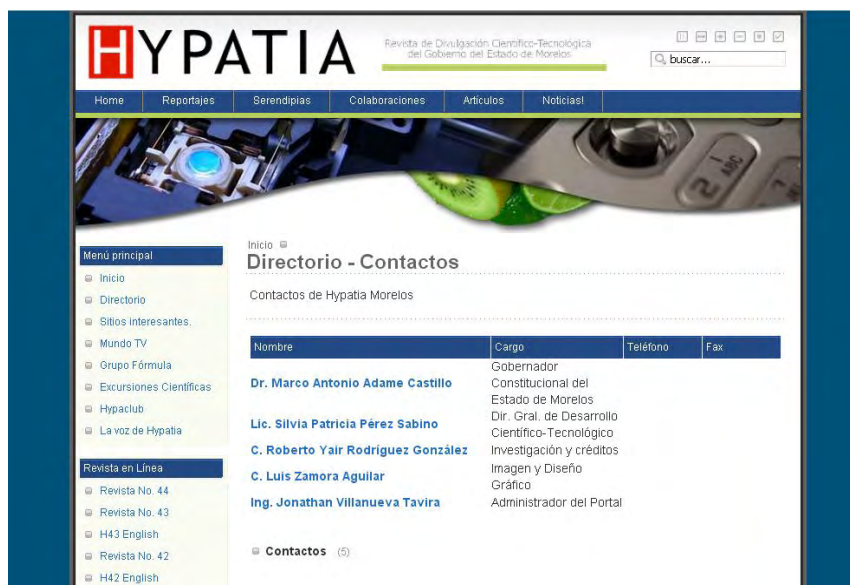 HYPATIA
Revista de Divulgación Científico-Tecnológica
del Gobierno del Estado de Morelos
buscar...
Home Reportajes Serendipias Colaboraciones Artículos Noticias!
2 ABC
Menú principal
Inicio
Directorio
Sitios interesantes.
Mundo TV
Grupo Fórmula
Excursiones Científicas
Hypaclub
La voz de Hypatia
Revista en Línea
Revista No. 44
Revista No. 43
H43 English
Revista No. 42
H42 English
Inicio
Directorio - Contactos
Contactos de Hypatia Morelos
Nombre Cargo Teléfono Fax
Dr. Marco Antonio Adame Castillo Gobernador
Constitucional del
Estado de Morelos
Lic. Silvia Patricia Pérez Sabino Dir. Gral. de Desarrollo
Científico-Tecnológico
C. Roberto Yair Rodríguez González Investigación y créditos
C. Luis Zamora Aguilar Imagen y Diseño
Gráfico
Ing. Jonathan Villanueva Tavira Administrador del Portal
Contactos (5)